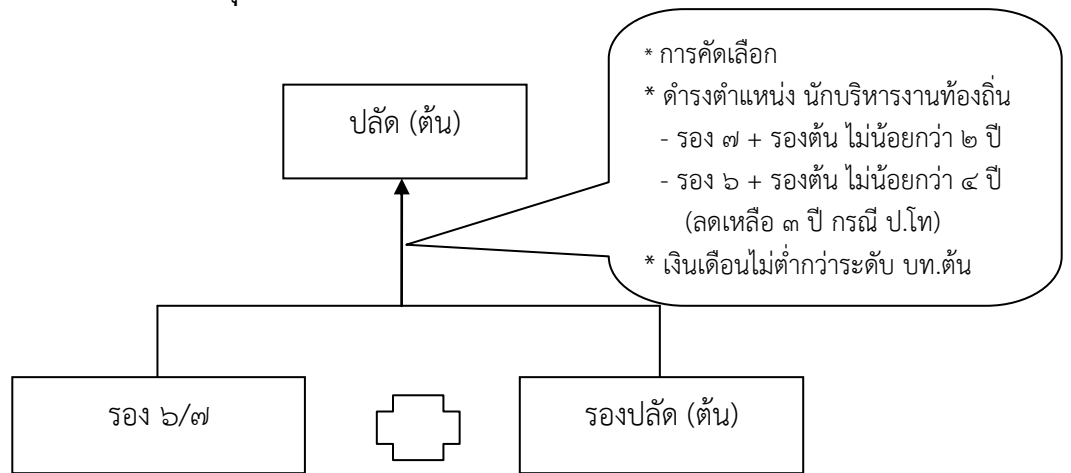 * การคัดเลือก
ปลัด (ต้น)
* ดำรงตำแหน่ง นักบริหารงานท้องถิ่น
- รอง ๗ + รองต้น ไม่น้อยกว่า ๒ ปี
- รอง ๖ + รองต้น ไม่น้อยกว่า ๔ ปี
(ลดเหลือ ๓ ปี กรณี ป.โท)
* เงินเดือนไม่ต่ำกว่าระดับ บท.ต้น
รอง ๖/๗
รองปลัด (ต้น)